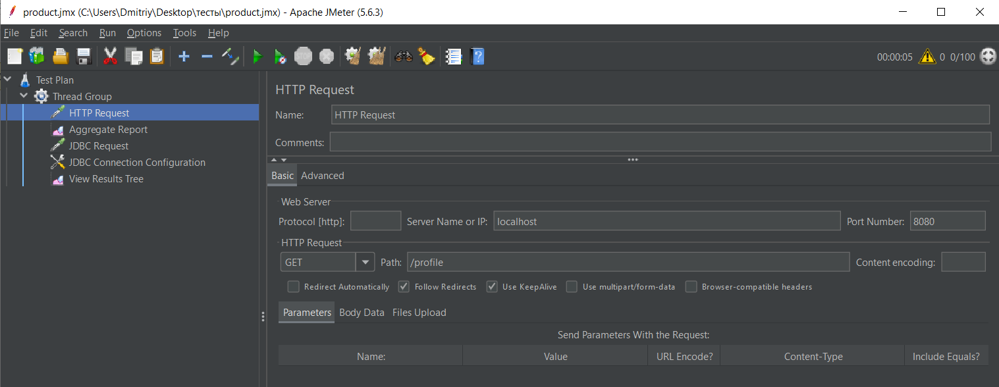 product.jmx (C:\Users\Dmitriy\Desktop\тесты\product.jmx) - Apache JMeter (5.6.3)
File Edit Search Run Options Tools Help
STOP
00:00:05 0 0/100
Test Plan
Thread Group
HTTP Request
Aggregate Report
JDBC Request
JDBC Connection Configuration
View Results Tree
HTTP Request
Name: HTTP Request
Comments:
Basic Advanced
Web Server
Protocol [http]: Server Name or IP: localhost Port Number: 8080
HTTP Request
GET Path: /profile Content encoding:
Redirect Automatically Follow Redirects Use KeepAlive Use multipart/form-data Browser-compatible headers
Parameters Body Data Files Upload
Send Parameters With the Request:
Name: Value URL Encode? Content-Type Include Equals?